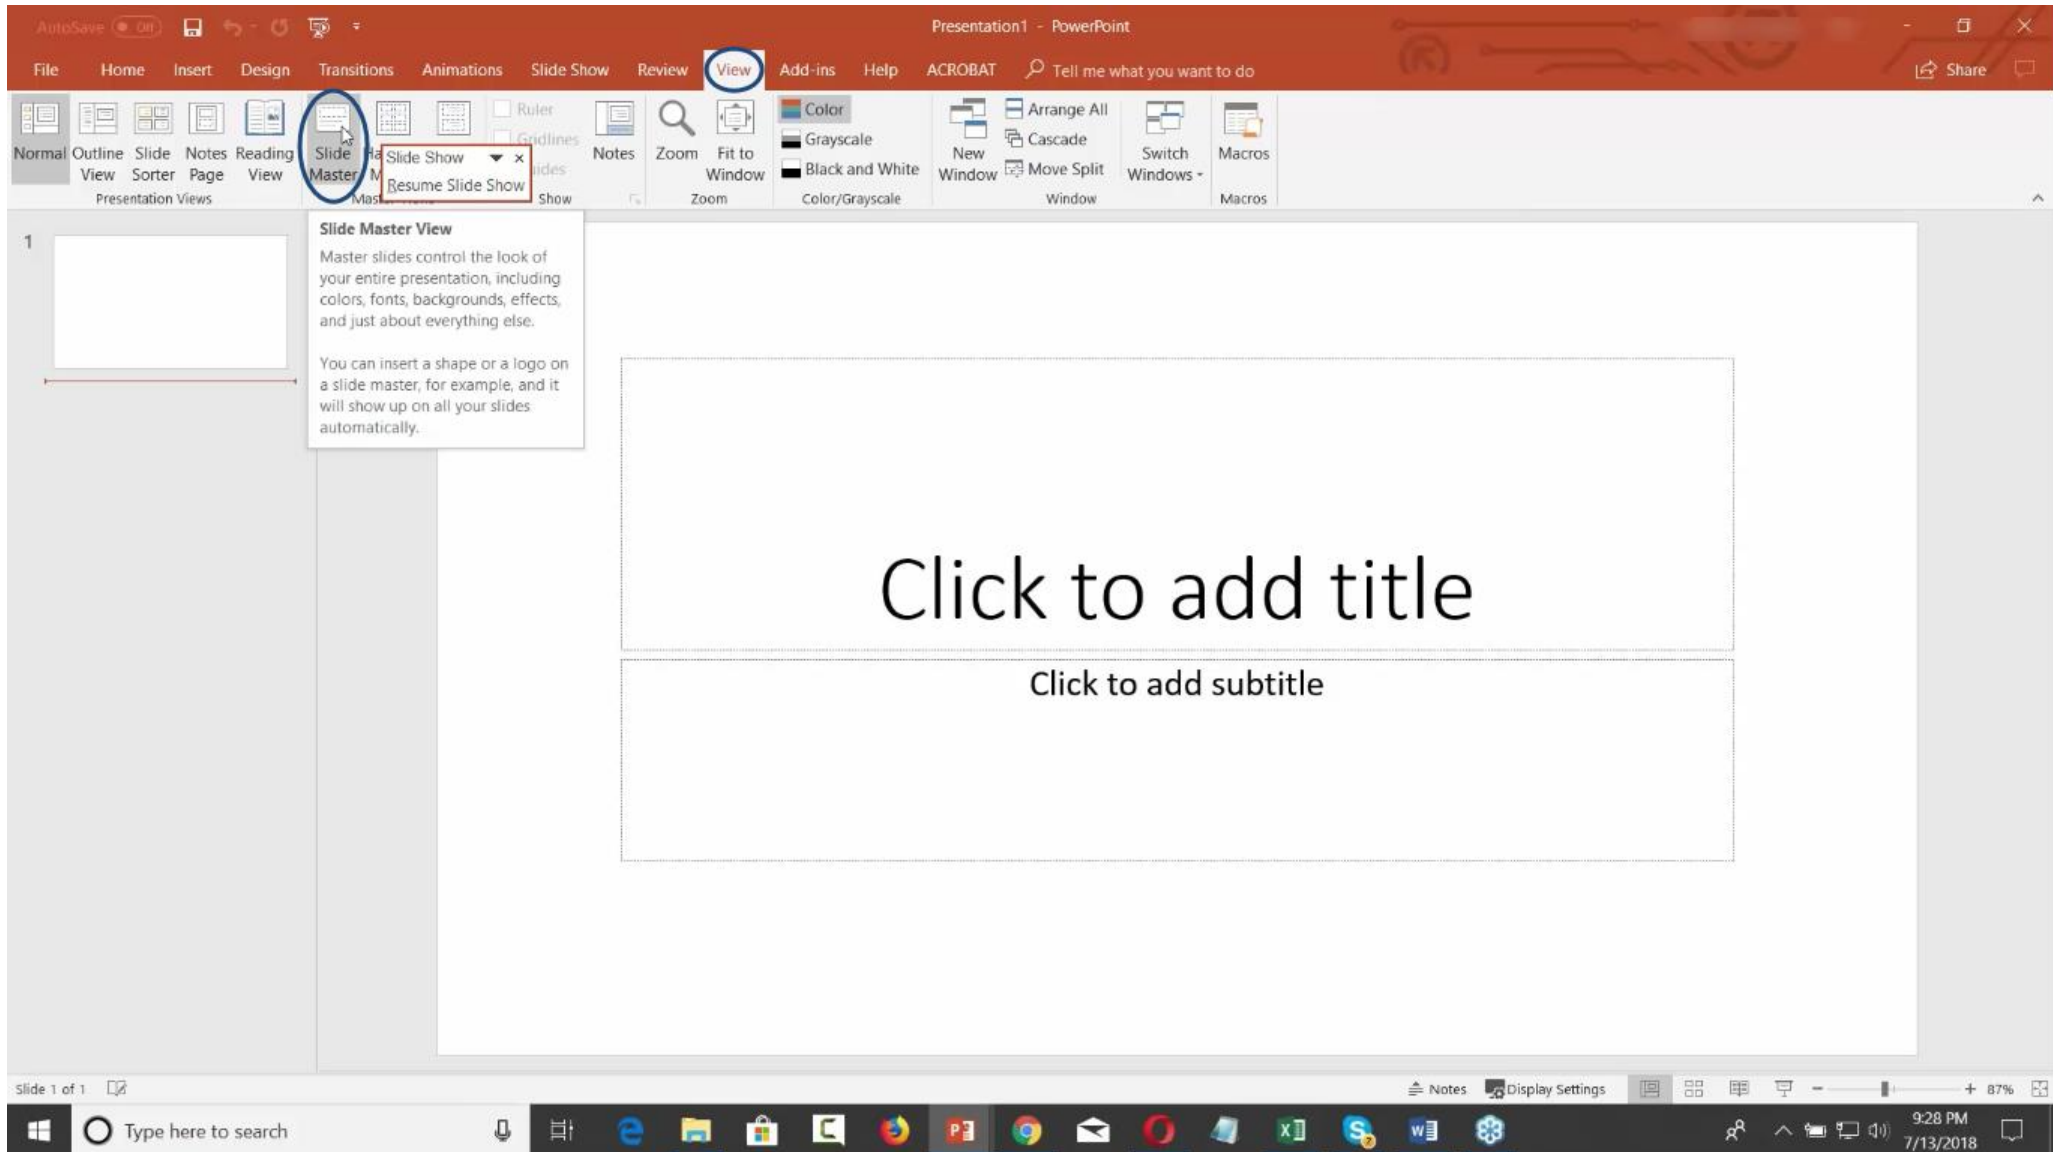 AutoSave Off Presentation1 - PowerPoint
File Home Insert Design Transitions Animations Slide Show Review View Add-ins Help ACROBAT Tell me what you want to do Share
Normal
Outline View
Slide Sorter
Notes Page
Reading View
Presentation Views
Slide Master
Slide Show
Resume Slide Show
Ruler
Gridlines
Show
Notes
Zoom
Fit to Window
Zoom
Color
Grayscale
Black and White
Color/Grayscale
New Window
Arrange All
Cascade
Move Split
Switch Windows
Window
Macros
Macros
1
Slide Master View
Master slides control the look of
your entire presentation, including
colors, fonts, backgrounds, effects,
and just about everything else.
You can insert a shape or a logo on
a slide master, for example, and it
will show up on all your slides
automatically.
Click to add title
Click to add subtitle
Slide 1 of 1 Notes Display Settings 87%
Type here to search
9:28 PM
7/13/2018